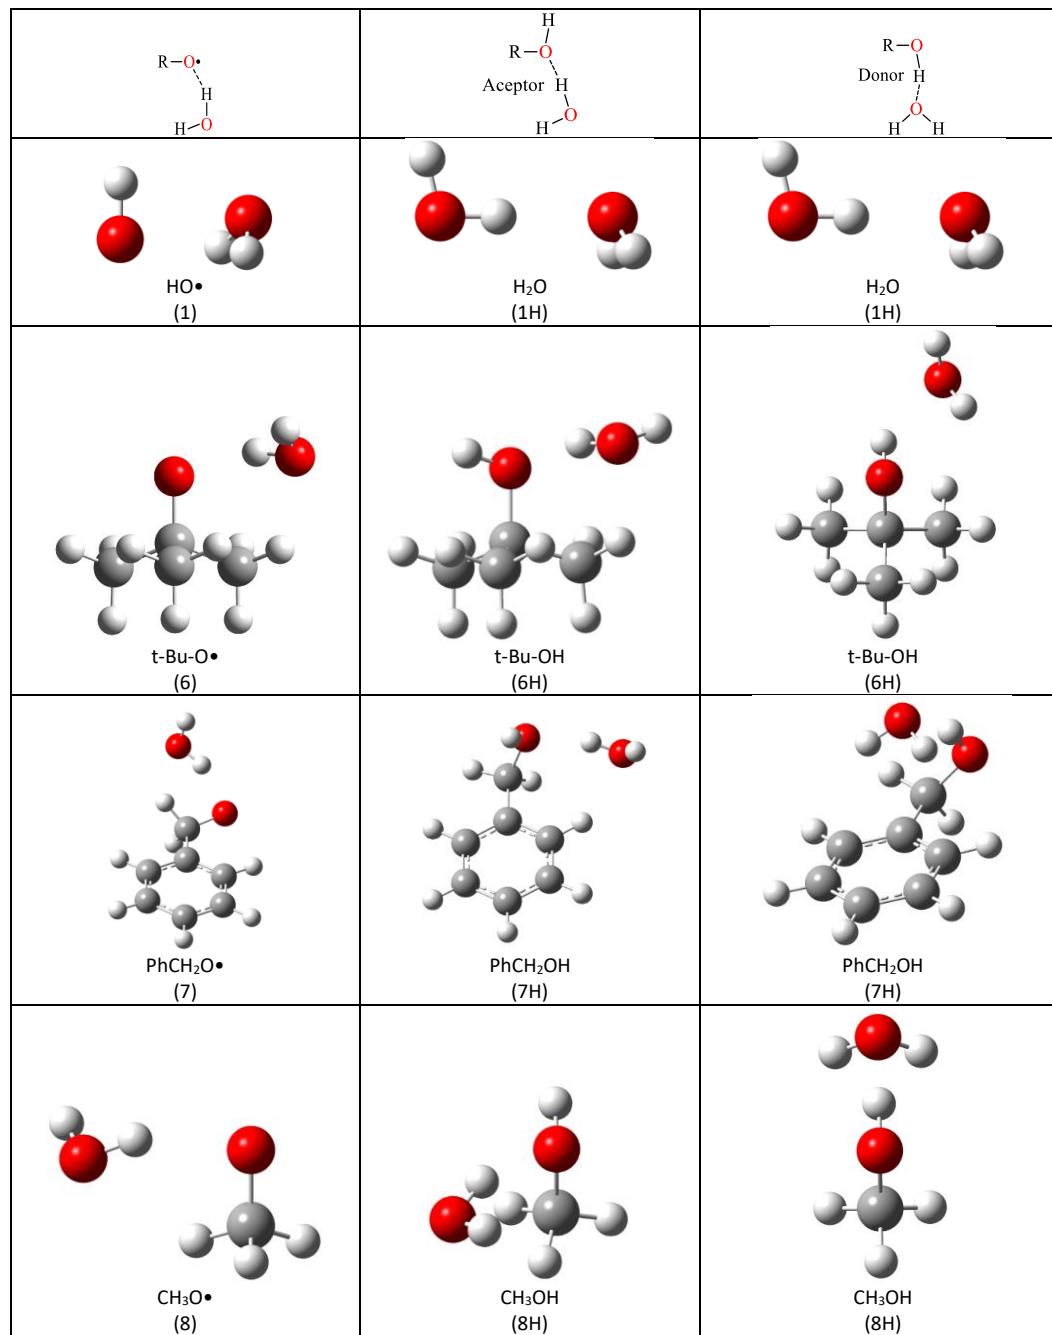 R–O•
H
H–O
H
R–O
Aceptor H
H O
R–O
Donor H
O
H H
HO•
(1)
H₂O
(1H)
H₂O
(1H)
t-Bu-O•
(6)
t-Bu-OH
(6H)
t-Bu-OH
(6H)
PhCH₂O•
(7)
PhCH₂OH
(7H)
PhCH₂OH
(7H)
CH₃O•
(8)
CH₃OH
(8H)
CH₃OH
(8H)